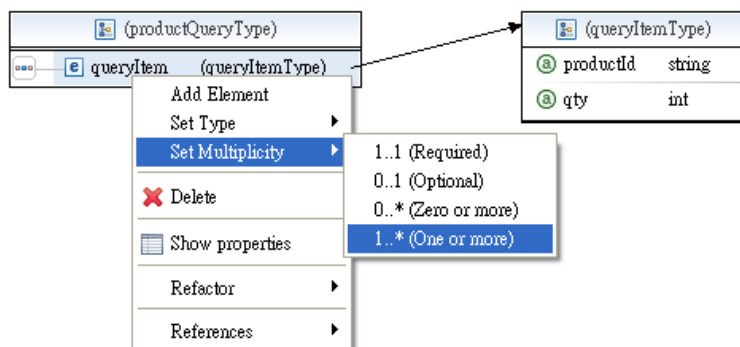 (productQueryType)
e queryItem (queryItemType)
(queryItemType)
a productId string
a qty int
Add Element
Set Type
Set Multiplicity
Delete
Show properties
Refactor
References
1..1 (Required)
0..1 (Optional)
0..* (Zero or more)
1..* (One or more)